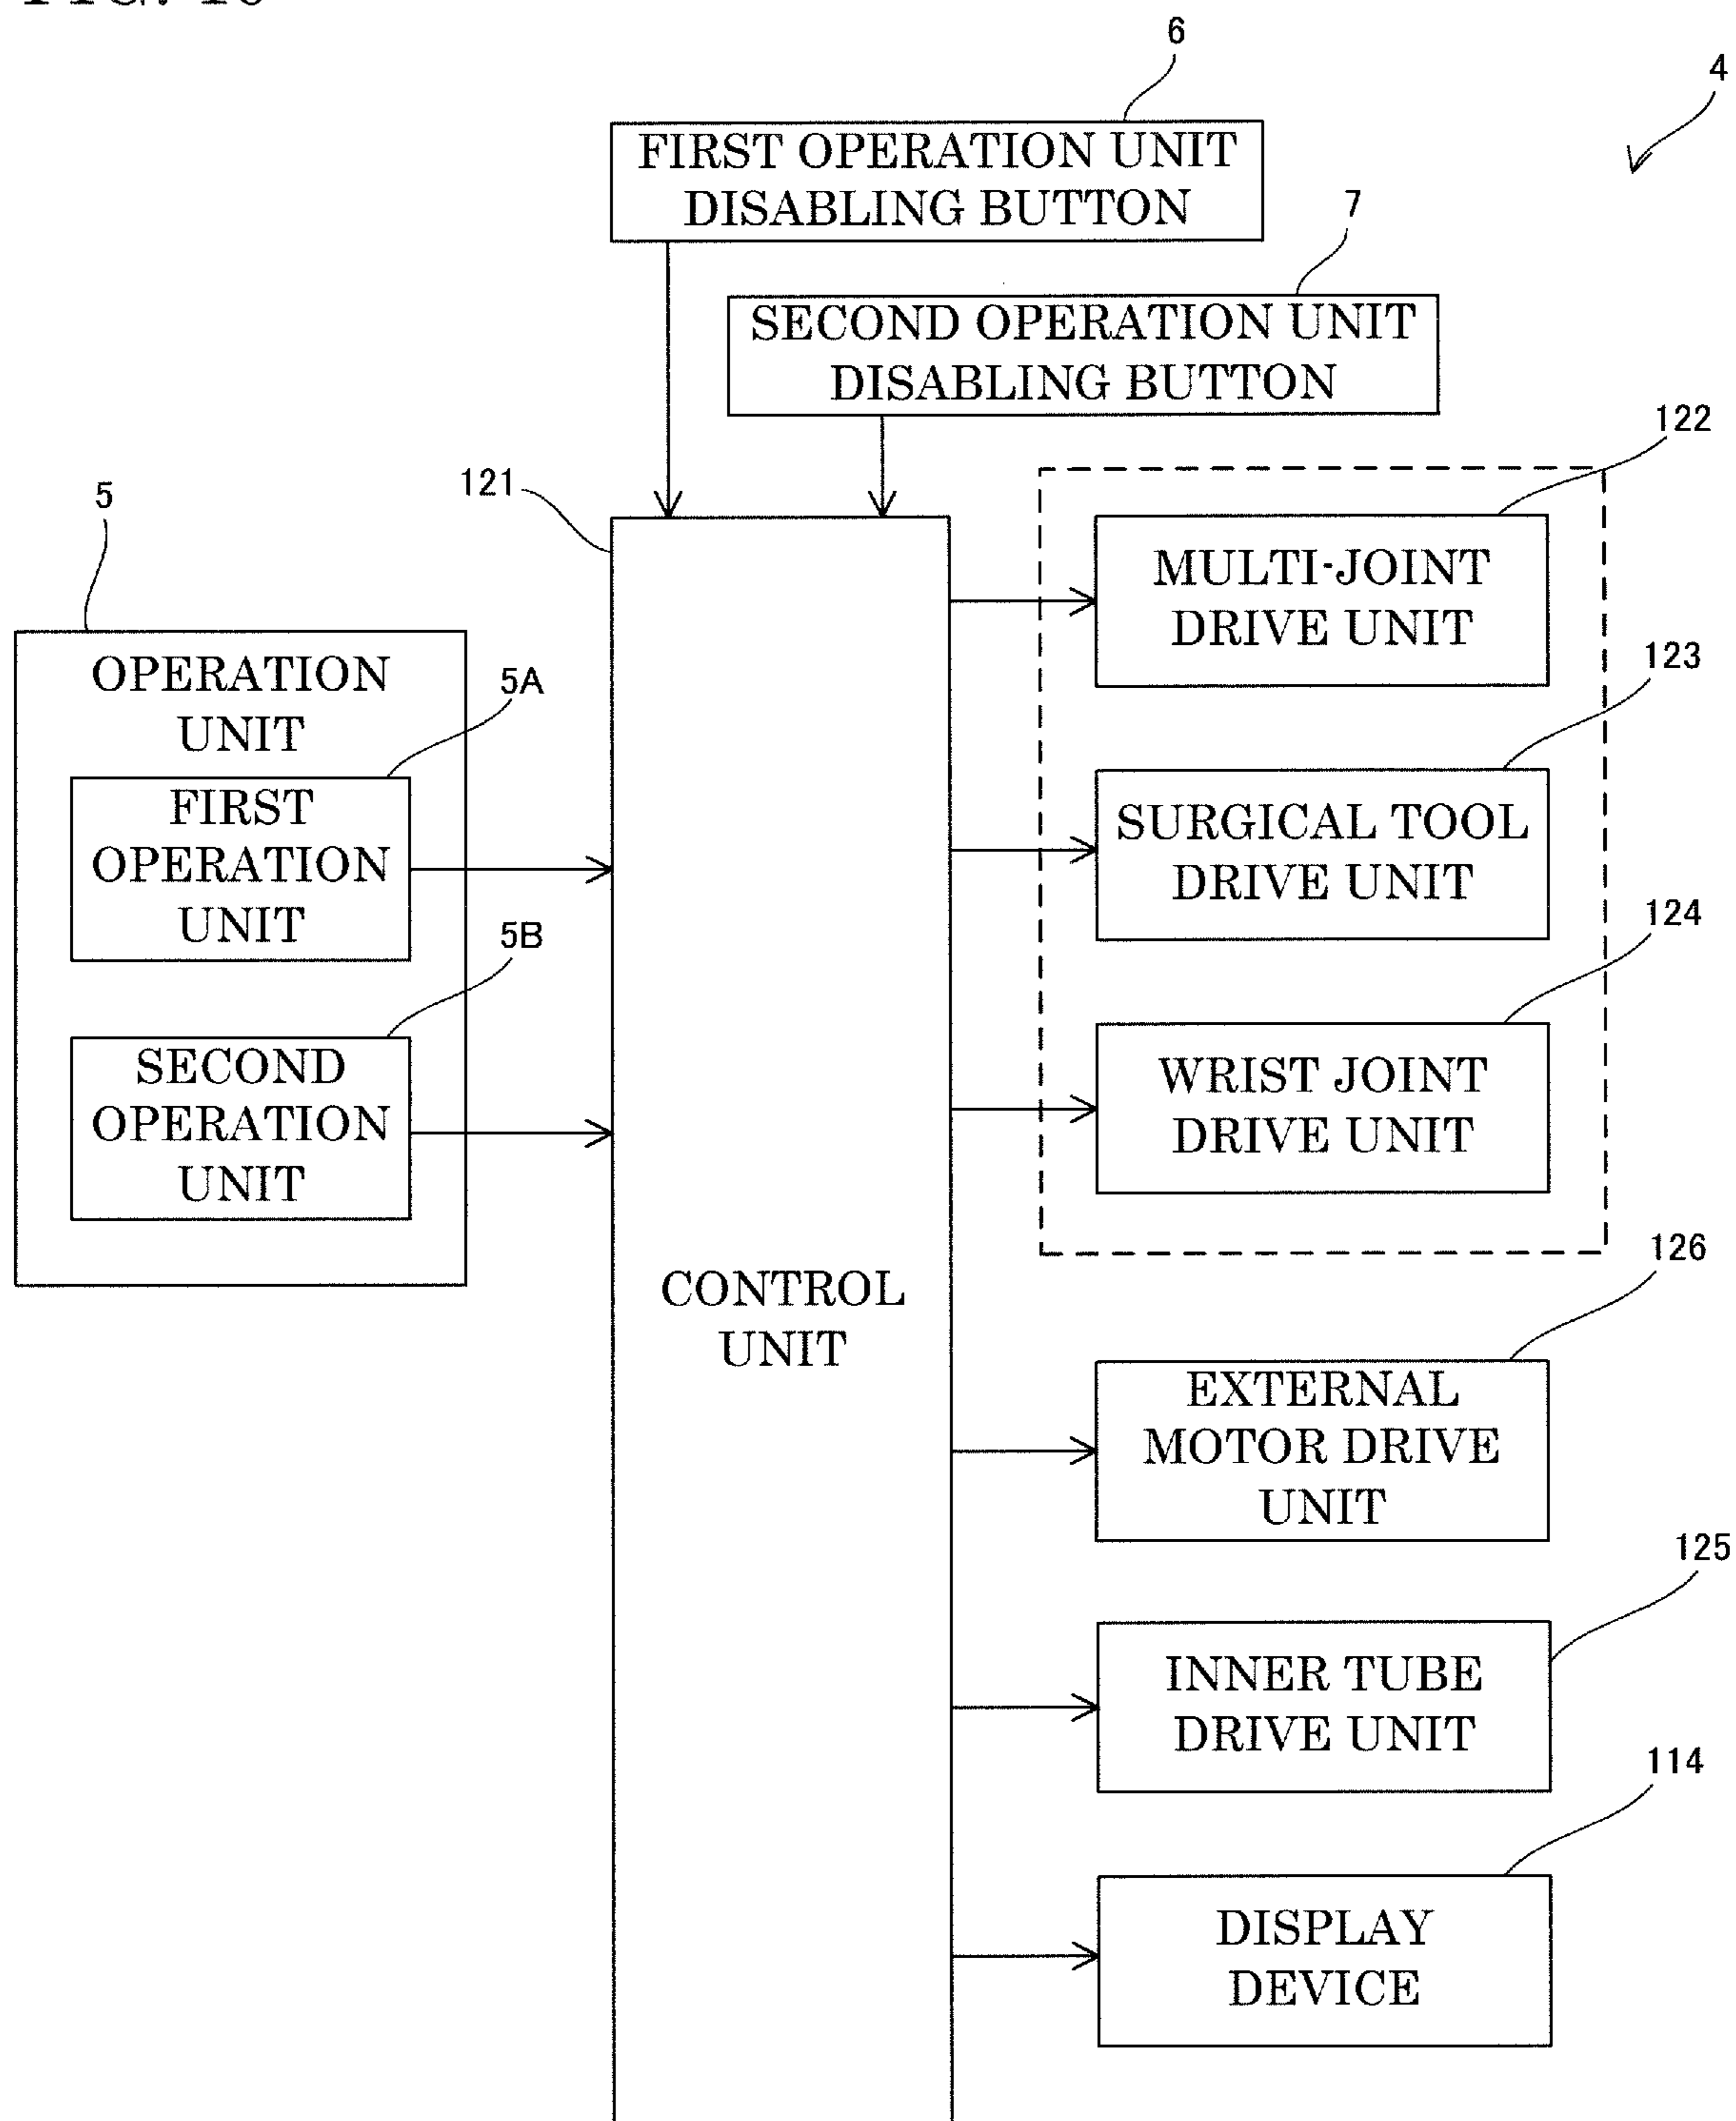 6
4
FIRST OPERATION UNIT
DISABLING BUTTON
7
SECOND OPERATION UNIT
DISABLING BUTTON
122
121
5
MULTI-JOINT
DRIVE UNIT
OPERATION
UNIT
5A
123
FIRST
OPERATION
UNIT
SURGICAL TOOL
DRIVE UNIT
5B
124
SECOND
OPERATION
UNIT
WRIST JOINT
DRIVE UNIT
126
CONTROL
UNIT
EXTERNAL
MOTOR DRIVE
UNIT
125
INNER TUBE
DRIVE UNIT
114
DISPLAY
DEVICE